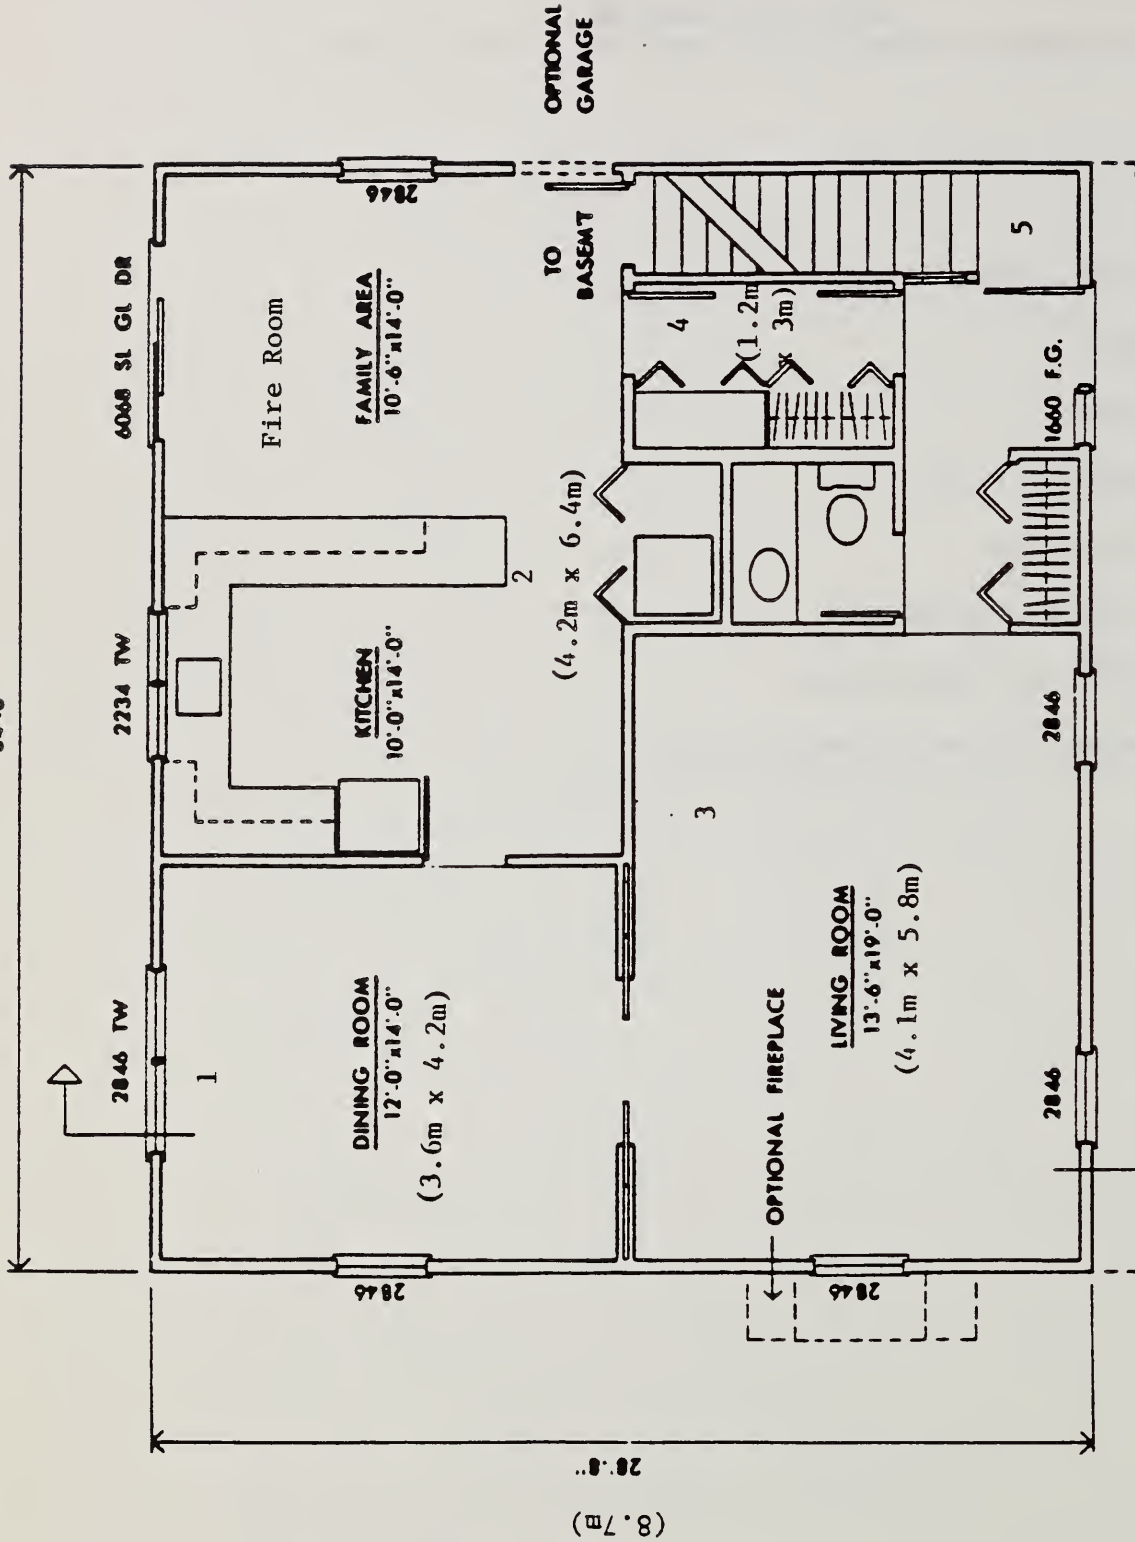 OPTIONAL
GARAGE
6068 SL GL DR
2234 TW
2846 TW
1
2846
Fire Room
FAMILY AREA
10'-6"x14'-0"
TO
BASEMT
KITCHEN
10'-0"x14'-0"
2
(4.2m x 6.4m)
DINING ROOM
12'-0"x14'-0"
(3.6m x 4.2m)
4
(1.2m
x 3m)
5
3
1660 F.G.
OPTIONAL FIREPLACE
LIVING ROOM
13'-6"x19'-0"
(4.1m x 5.8m)
2846
2846
2846
2846
28'-8"
(8.7m)